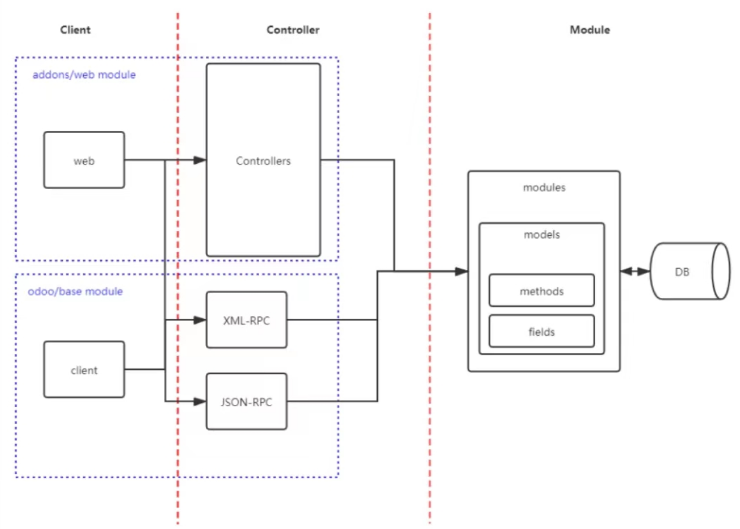 Client
Controller
Module
addons/web module
web
Controllers
modules
models
methods
fields
DB
odoo/base module
client
XML-RPC
JSON-RPC